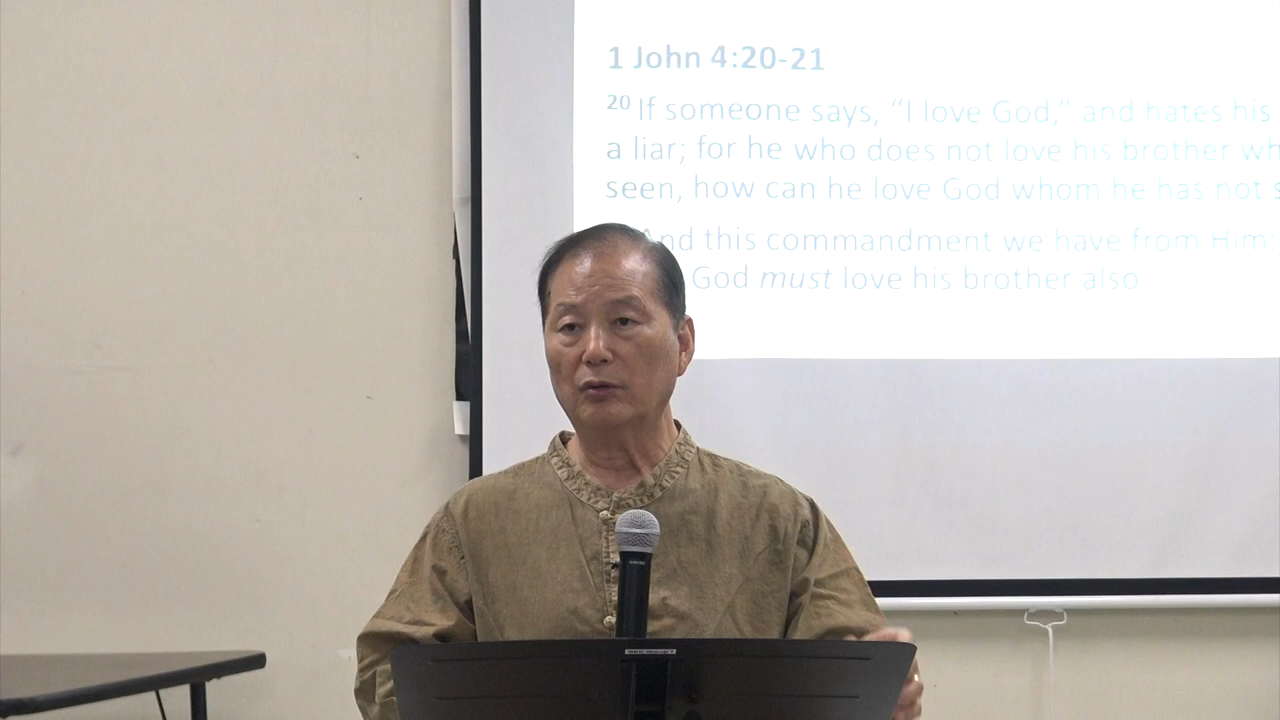 1 John 4:20-21
20 If someone says, “I love God,” and hates his
a liar; for he who does not love his brother wh
seen, how can he love God whom he has not s
And this commandment we have from Him:
God must love his brother also